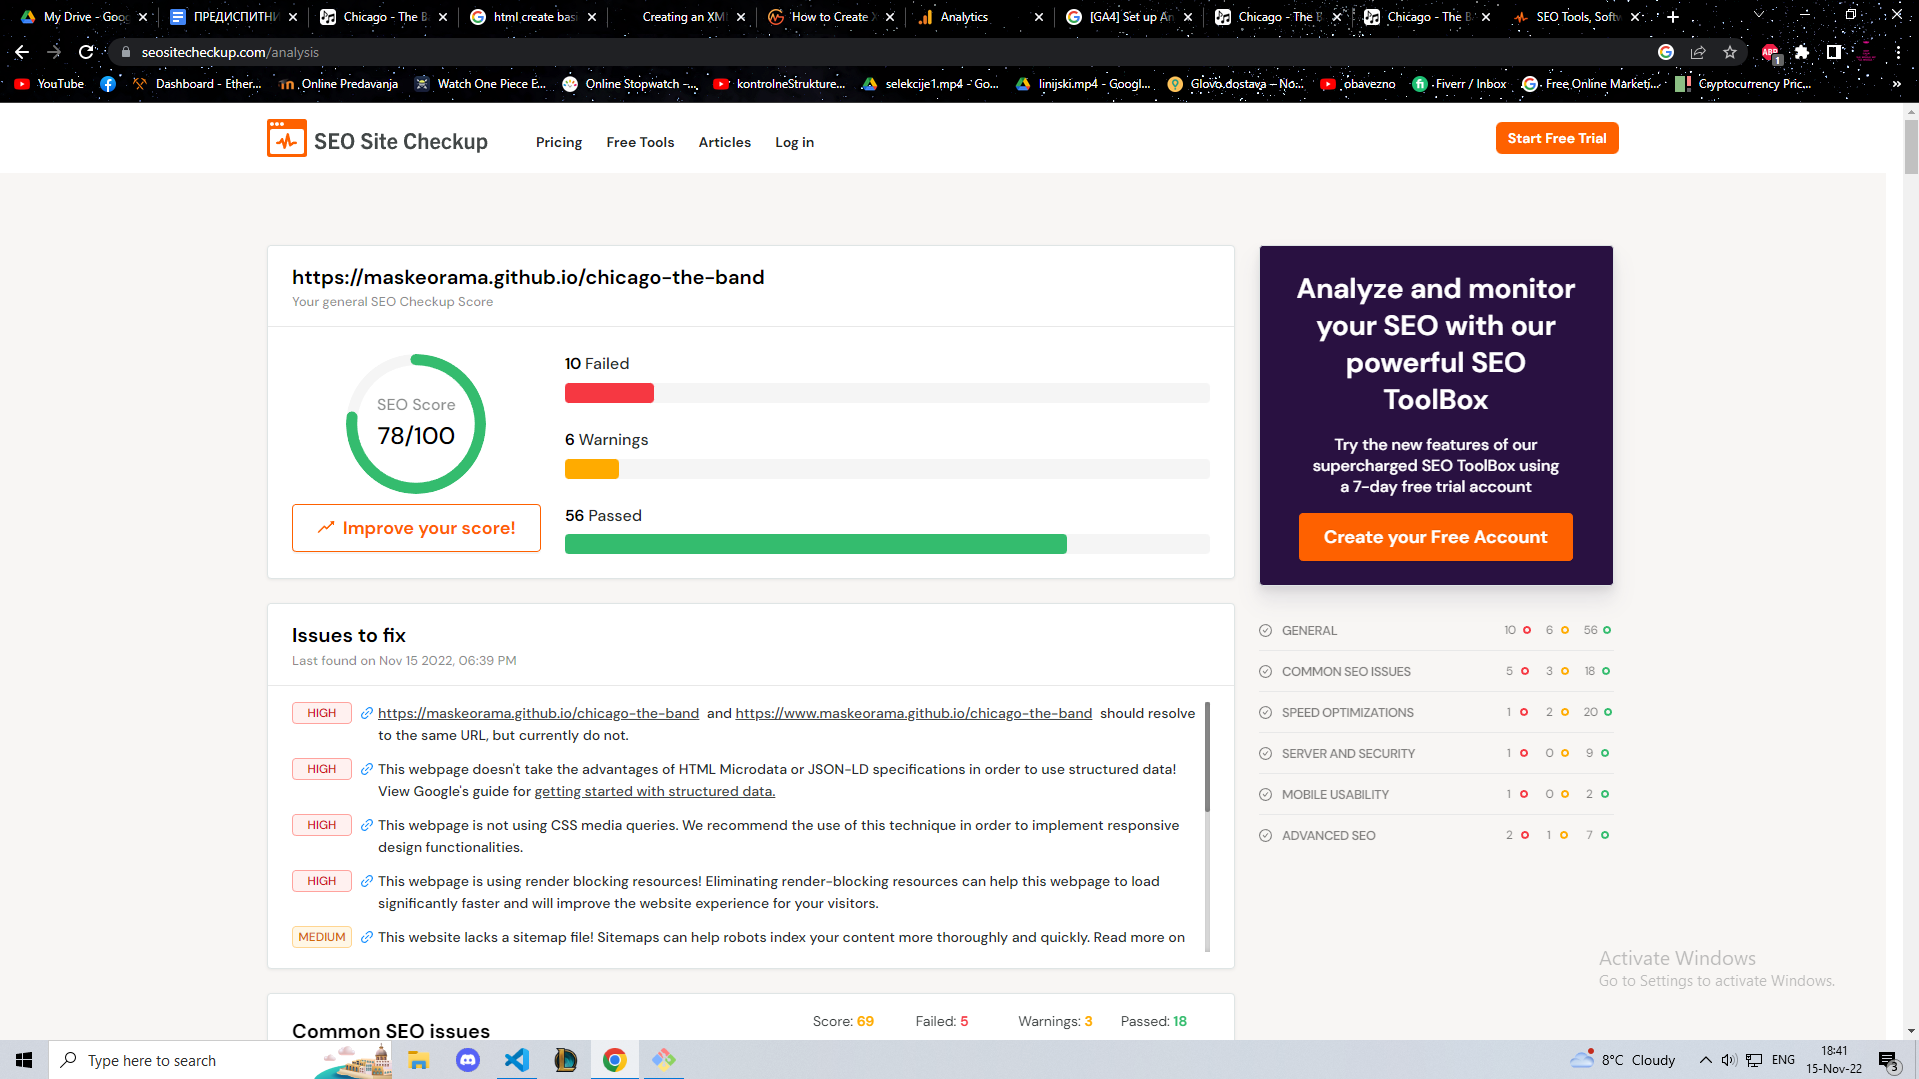 My Drive - Goog
ПРЕДИСПИТНИ
Chicago - The B
html create basi
Creating an XM
How to Create X
Analytics
[GA4] Set up An
Chicago - The B
Chicago - The B
SEO Tools, Softw
seositecheckup.com/analysis
YouTube
Dashboard - Ether...
Online Predavanja
Watch One Piece E...
Online Stopwatch -...
kontrolneStrukture...
selekcije1.mp4 - Go...
linijski.mp4 - Googl...
Glovo dostava – No...
obavezno
Fiverr / Inbox
Free Online Marketi...
Cryptocurrency Pric...
SEO Site Checkup
Pricing
Free Tools
Articles
Log in
Start Free Trial
https://maskeorama.github.io/chicago-the-band
Your general SEO Checkup Score
SEO Score
78/100
Improve your score!
10 Failed
6 Warnings
56 Passed
Analyze and monitor
your SEO with our
powerful SEO
ToolBox
Try the new features of our
supercharged SEO ToolBox using
a 7-day free trial account
Create your Free Account
Issues to fix
Last found on Nov 15 2022, 06:39 PM
HIGH https://maskeorama.github.io/chicago-the-band and https://www.maskeorama.github.io/chicago-the-band should resolve
to the same URL, but currently do not.
HIGH This webpage doesn't take the advantages of HTML Microdata or JSON-LD specifications in order to use structured data!
View Google's guide for getting started with structured data.
HIGH This webpage is not using CSS media queries. We recommend the use of this technique in order to implement responsive
design functionalities.
HIGH This webpage is using render blocking resources! Eliminating render-blocking resources can help this webpage to load
significantly faster and will improve the website experience for your visitors.
MEDIUM This website lacks a sitemap file! Sitemaps can help robots index your content more thoroughly and quickly. Read more on
GENERAL 10 6 56
COMMON SEO ISSUES 5 3 18
SPEED OPTIMIZATIONS 1 2 20
SERVER AND SECURITY 1 0 9
MOBILE USABILITY 1 0 2
ADVANCED SEO 2 1 7
Common SEO issues
Score: 69 Failed: 5 Warnings: 3 Passed: 18
Activate Windows
Go to Settings to activate Windows.
Type here to search
8°C Cloudy
ENG
18:41
15-Nov-22
3